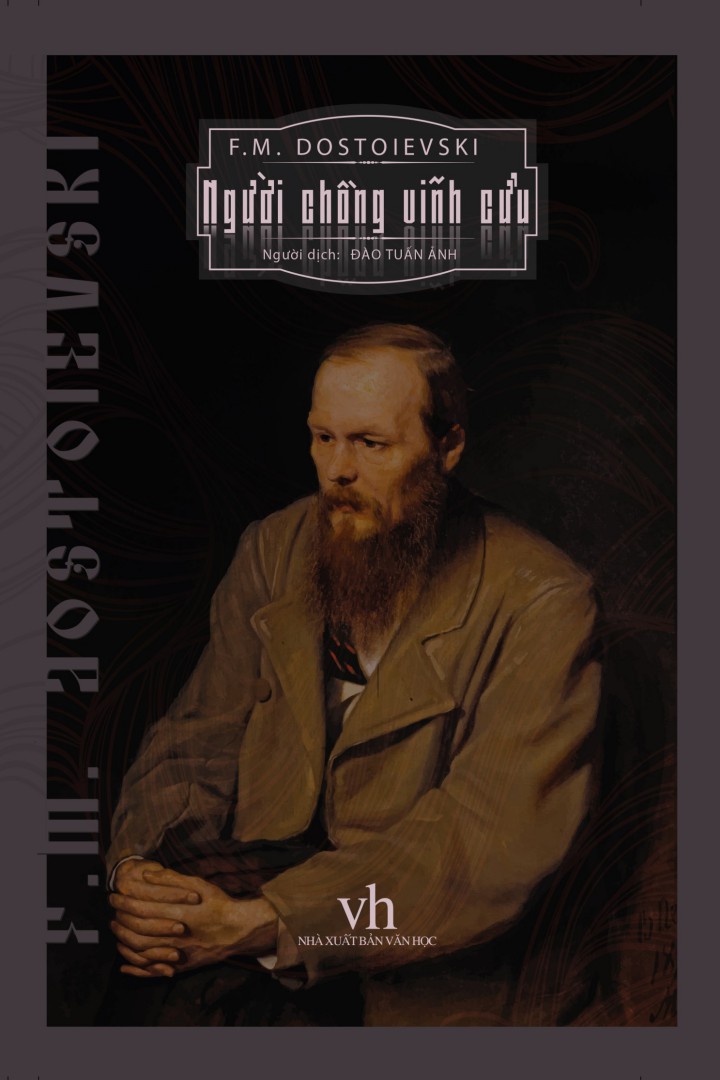 F.M. DOSTOIEVSKI
Người chồng vĩnh cửu
Người dịch: ĐÀO TUẤN ẢNH
F.M. DOSTOIEVSKI
vh
NHÀ XUẤT BẢN VĂN HỌC